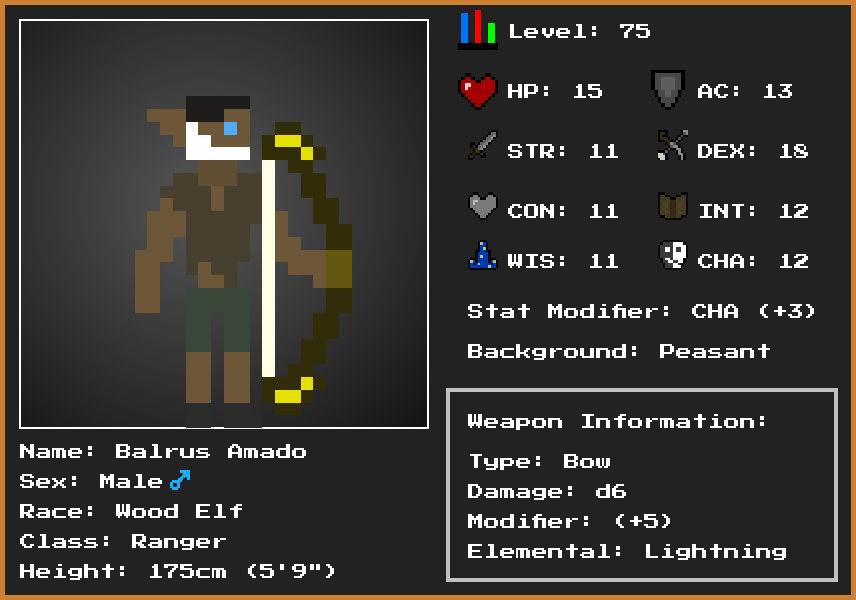 Level: 75
HP: 15 AC: 13
STR: 11 DEX: 18
CON: 11 INT: 12
WIS: 11 CHA: 12
Stat Modifier: CHA (+3)
Background: Peasant
Name: Balrus Amado
Sex: Male♂
Race: Wood Elf
Class: Ranger
Height: 175cm (5'9")
Weapon Information:
Type: Bow
Damage: d6
Modifier: (+5)
Elemental: Lightning